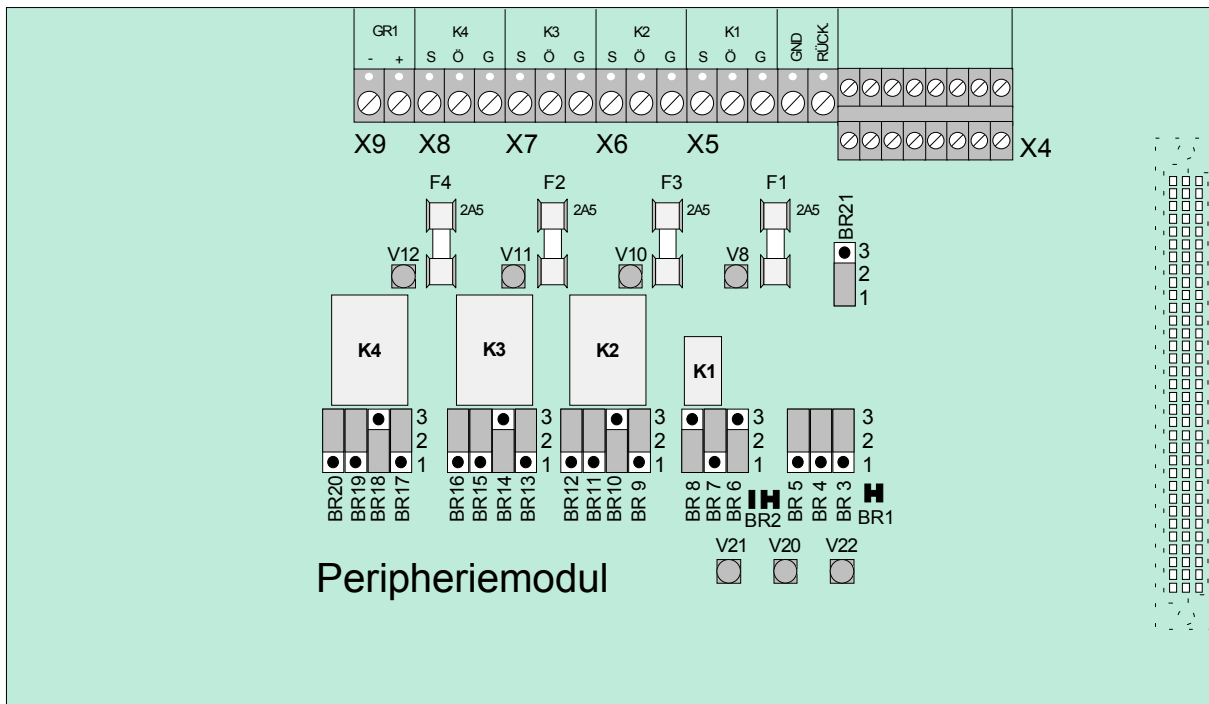 GR1 K4 K3 K2 K1 GND RÜCK.
- + S Ö G S Ö G S Ö G S Ö G
X9 X8 X7 X6 X5 X4
F4 F2 F3 F1
2A5 2A5 2A5 2A5
BR21
V12 V11 V10 V8
3
2
1
K4 K3 K2 K1
3 3 3 3 3
2 2 2 2 2
1 1 1 1 1
BR20 BR19 BR18 BR17 BR16 BR15 BR14 BR13 BR12 BR11 BR10 BR 9 BR 8 BR 7 BR 6 BR2 BR 5 BR 4 BR 3 BR1
V21 V20 V22
Peripheriemodul